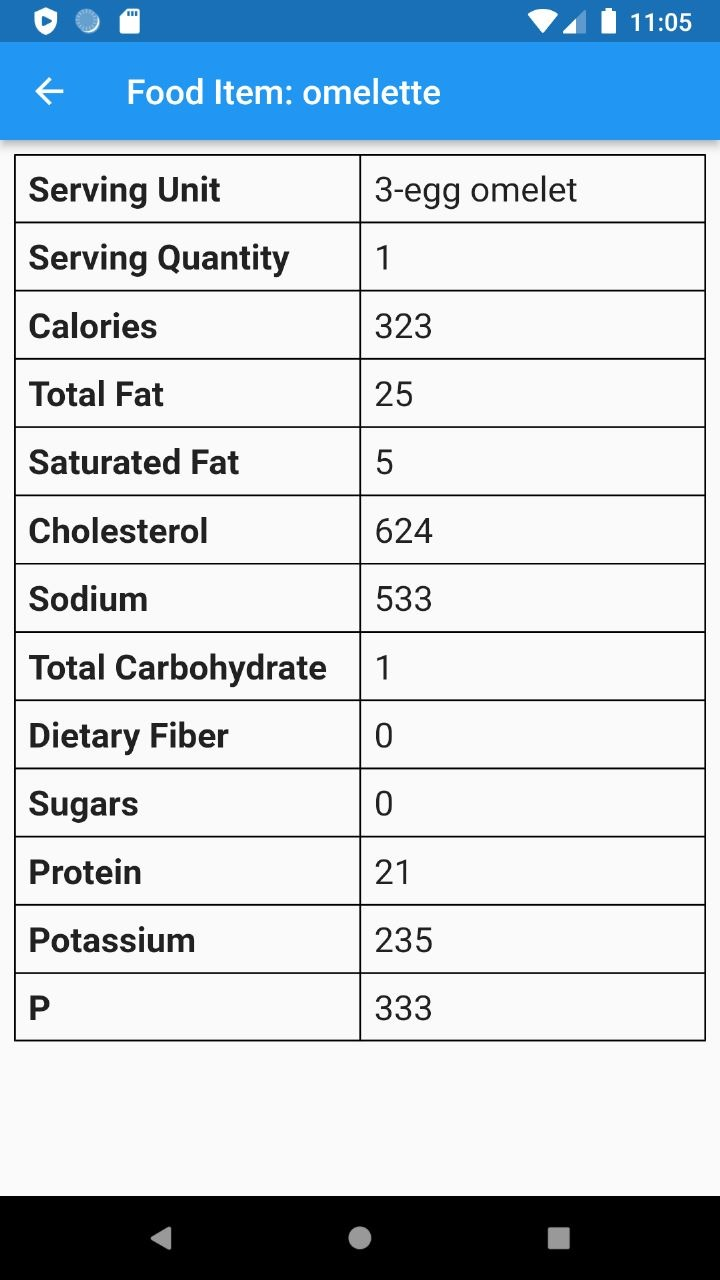 11:05
Food Item: omelette
Serving Unit 3-egg omelet
Serving Quantity 1
Calories 323
Total Fat 25
Saturated Fat 5
Cholesterol 624
Sodium 533
Total Carbohydrate 1
Dietary Fiber 0
Sugars 0
Protein 21
Potassium 235
P 333